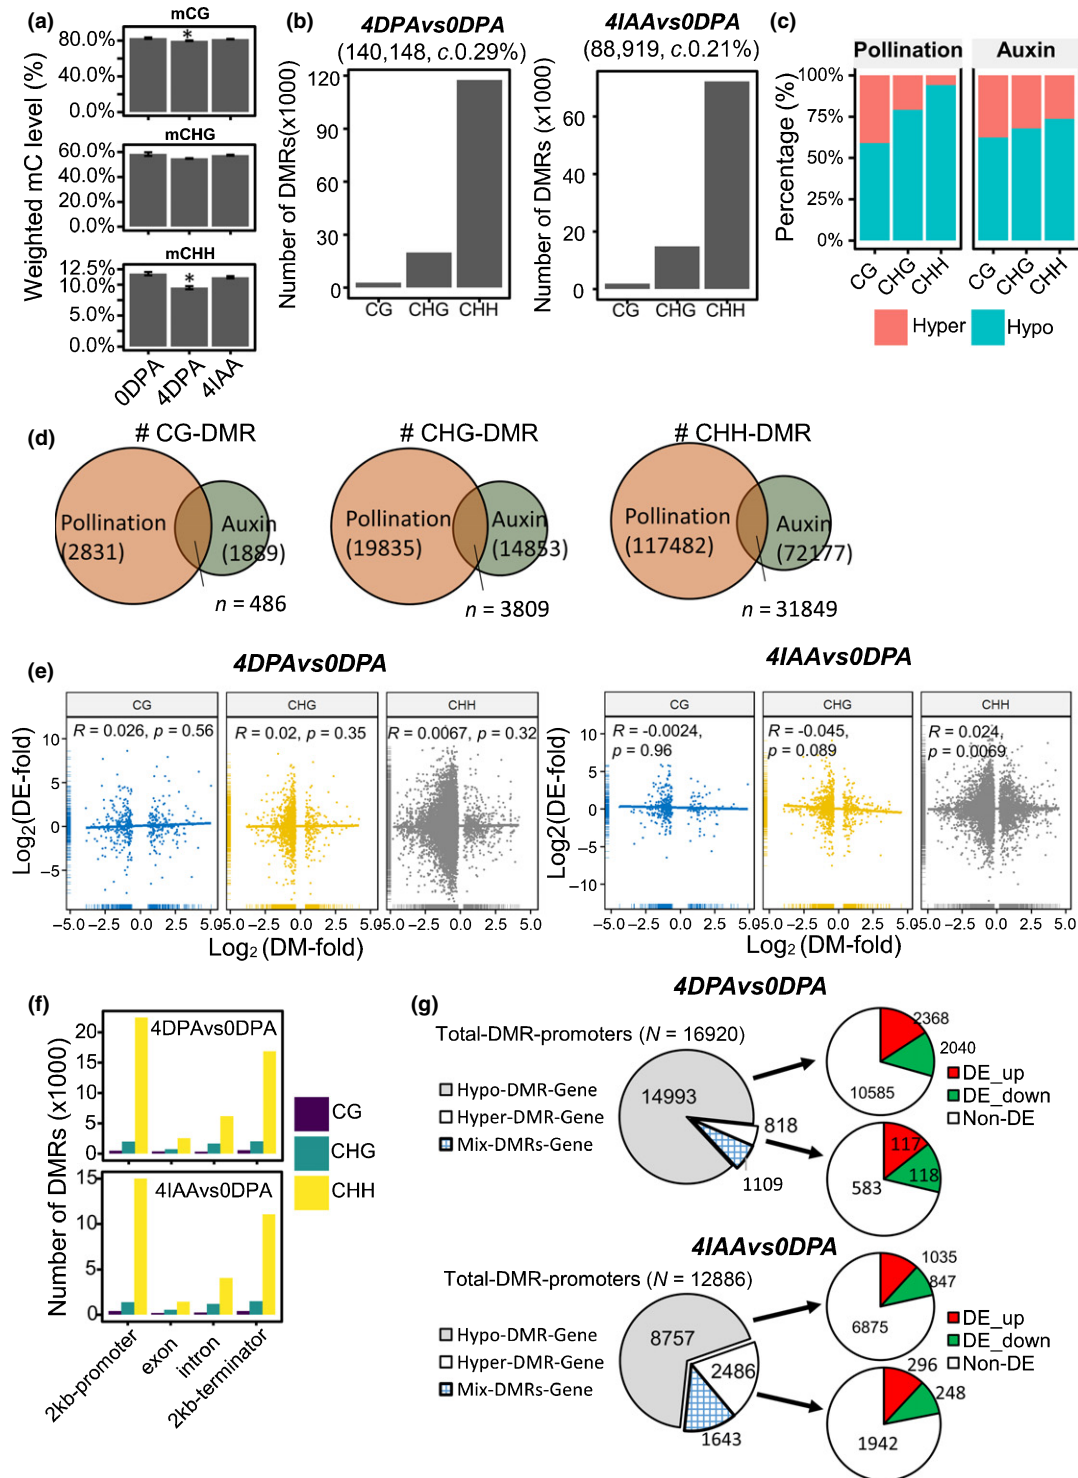 (a)
mCG
80.0%
40.0%
0.0%
mCHG
60.0%
40.0%
20.0%
0.0%
mCHH
12.5%
10.0%
5.0%
0.0%
*
*
Weighted mC level (%)
0DPA 4DPA 4IAA
(b)
4DPAvs0DPA
(140,148, c.0.29%)
Number of DMRs(x1000)
120
90
60
30
0
CG CHG CHH
4IAAvs0DPA
(88,919, c.0.21%)
Number of DMRs (x1000)
60
40
20
0
CG CHG CHH
(c)
Pollination Auxin
Percentage (%)
100%
75%
50%
25%
0%
CG CHG CHH CG CHG CHH
Hyper Hypo
(d)
# CG-DMR
Pollination
(2831)
Auxin
(1889)
n = 486
# CHG-DMR
Pollination
(19835)
Auxin
(14853)
n = 3809
# CHH-DMR
Pollination
(117482)
Auxin
(72177)
n = 31849
(e)
4DPAvs0DPA
CG CHG CHH
R = 0.026, p = 0.56
R = 0.02, p = 0.35
R = 0.0067, p = 0.32
Log2(DE-fold)
10
5
0
−5
−5.0 −2.5 0.0 2.5 5.0
−2.5 0.0 2.5 5.0
−5.0 −2.5 0.0 2.5 5.0
Log2 (DM-fold)
4IAAvs0DPA
CG CHG CHH
R = -0.0024,
p = 0.96
R = -0.045,
p = 0.089
R = 0.024,
p = 0.0069
Log2(DE-fold)
10
5
0
−5
−10
−5.0 −2.5 0.0 2.5 5.0
−2.5 0.0 2.5 5.0
−5.0 −2.5 0.0 2.5 5.0
Log2 (DM-fold)
(f)
Number of DMRs (x1000)
4DPAvs0DPA
20
15
10
5
0
4IAAvs0DPA
15
10
5
0
2kb-promoter exon intron 2kb-terminator
CG
CHG
CHH
(g)
4DPAvs0DPA
Total-DMR-promoters (N = 16920)
Hypo-DMR-Gene
Hyper-DMR-Gene
Mix-DMRs-Gene
14993
818
1109
2368
2040
10585
117
118
583
DE_up
DE_down
Non-DE
4IAAvs0DPA
Total-DMR-promoters (N = 12886)
Hypo-DMR-Gene
Hyper-DMR-Gene
Mix-DMRs-Gene
8757
2486
1643
1035
847
6875
296
248
1942
DE_up
DE_down
Non-DE